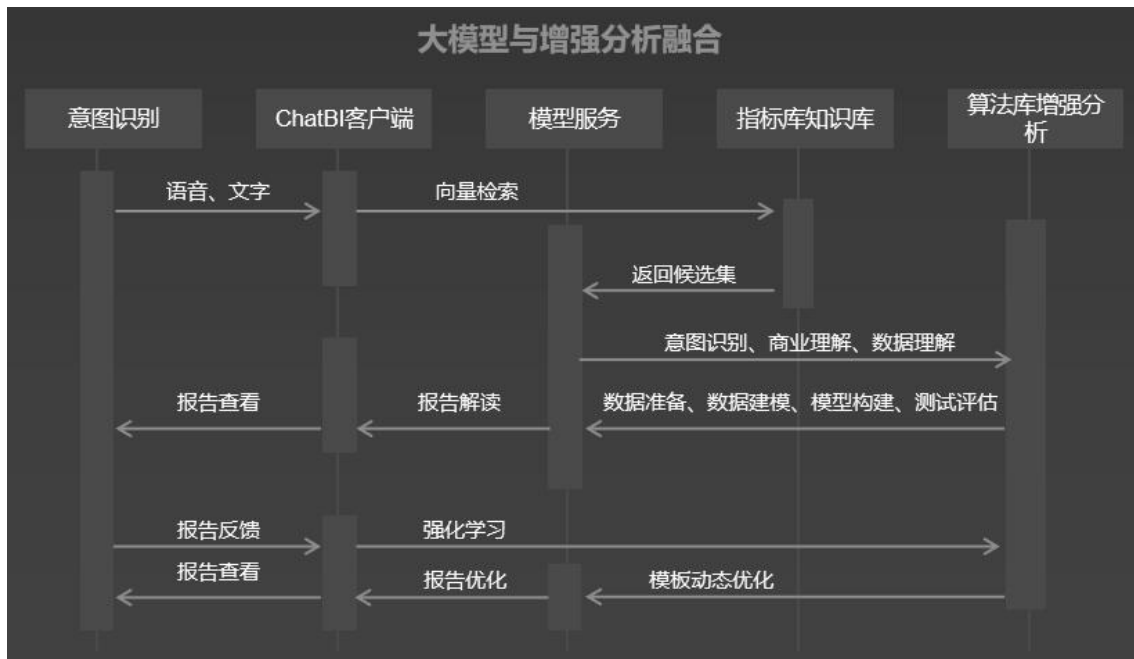 大模型与增强分析融合
意图识别
ChatBI客户端
模型服务
指标库知识库
算法库增强分
析
语音、文字
向量检索
返回候选集
意图识别、商业理解、数据理解
报告查看
报告解读
数据准备、数据建模、模型构建、测试评估
报告反馈
强化学习
报告查看
报告优化
模板动态优化